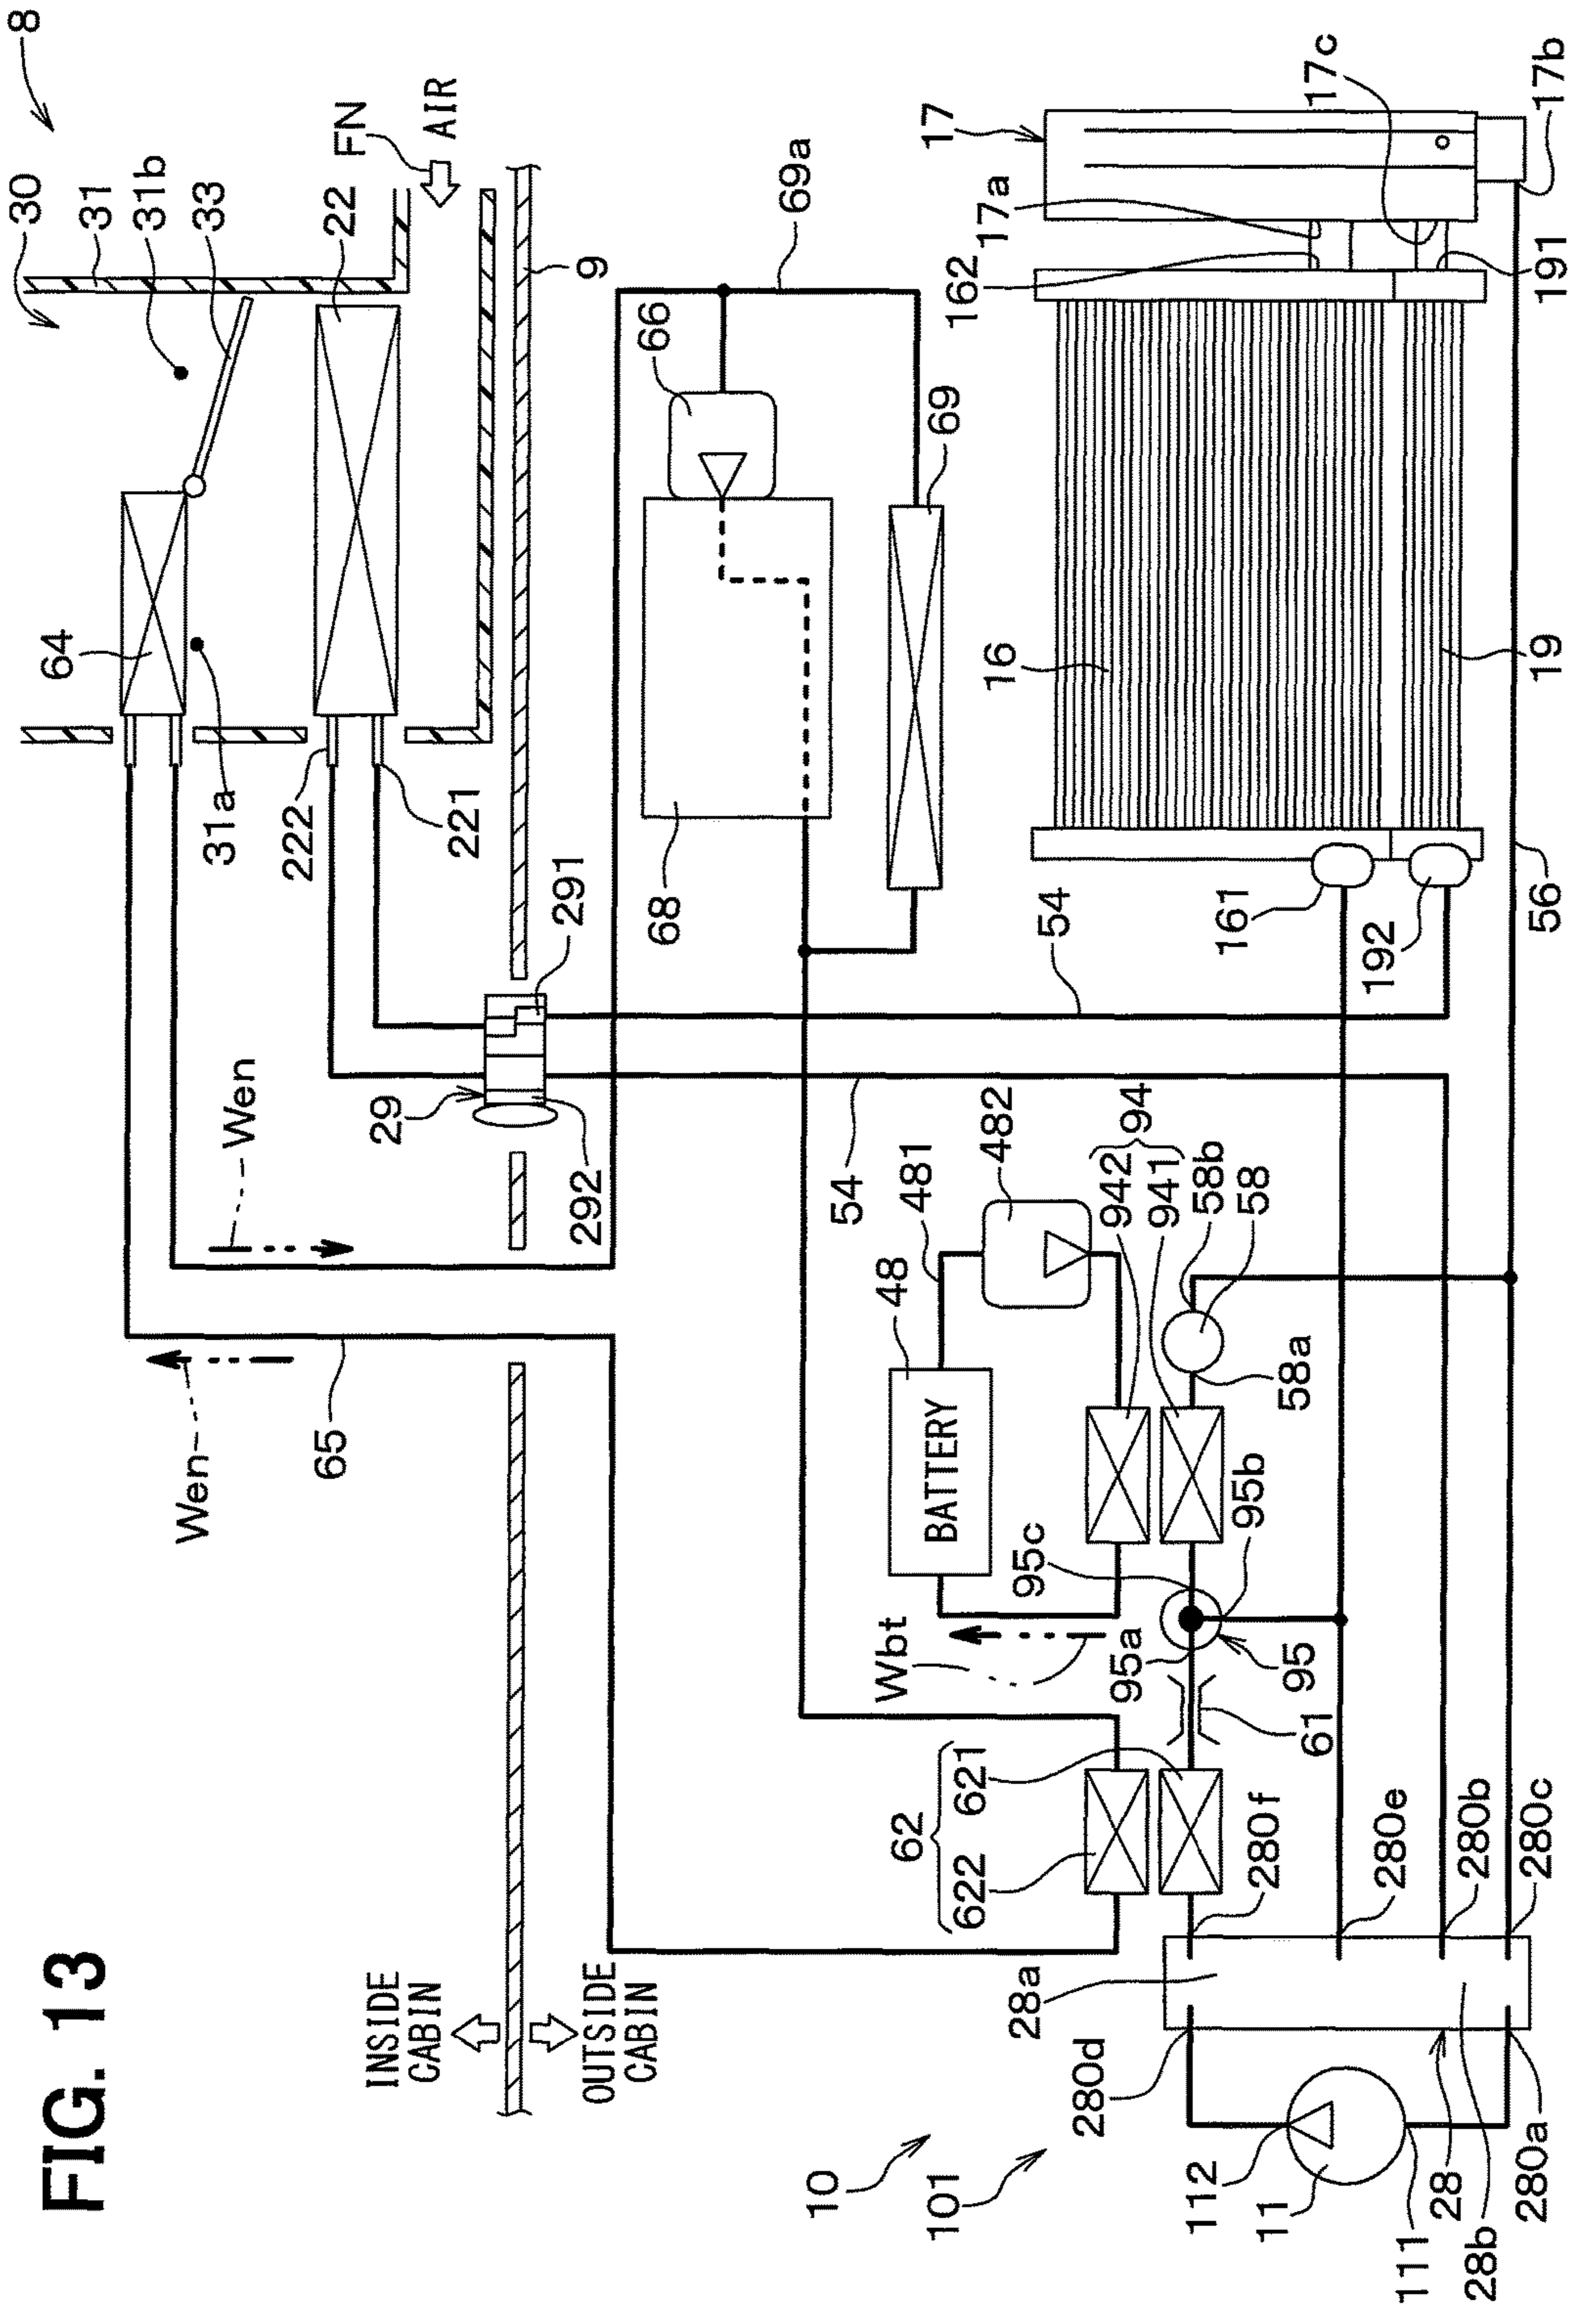 FIG. 13
8
30
31
31b
33
22
FN
AIR
64
31a
222
221
9
Wen
Wen
65
29
291
292
INSIDE
CABIN
OUTSIDE
CABIN
66
69a
68
69
54
54
17
17a
17c
17b
162
191
16
19
161
192
56
481
482
48
BATTERY
94
942
941
58b
58
58a
95c
95b
95a
95
Wbt
61
62
622
621
280f
280e
280b
280c
28a
280d
10
101
112
11
111
28
28b
280a